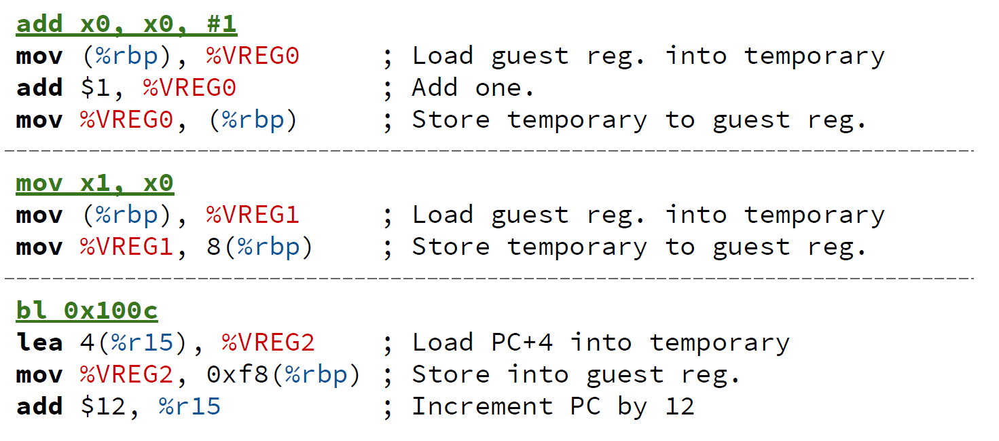 add x0, x0, #1
mov (%rbp), %VREG0 ; Load guest reg. into temporary
add $1, %VREG0 ; Add one.
mov %VREG0, (%rbp) ; Store temporary to guest reg.
mov x1, x0
mov (%rbp), %VREG1 ; Load guest reg. into temporary
mov %VREG1, 8(%rbp) ; Store temporary to guest reg.
bl 0x100c
lea 4(%r15), %VREG2 ; Load PC+4 into temporary
mov %VREG2, 0xf8(%rbp) ; Store into guest reg.
add $12, %r15 ; Increment PC by 12